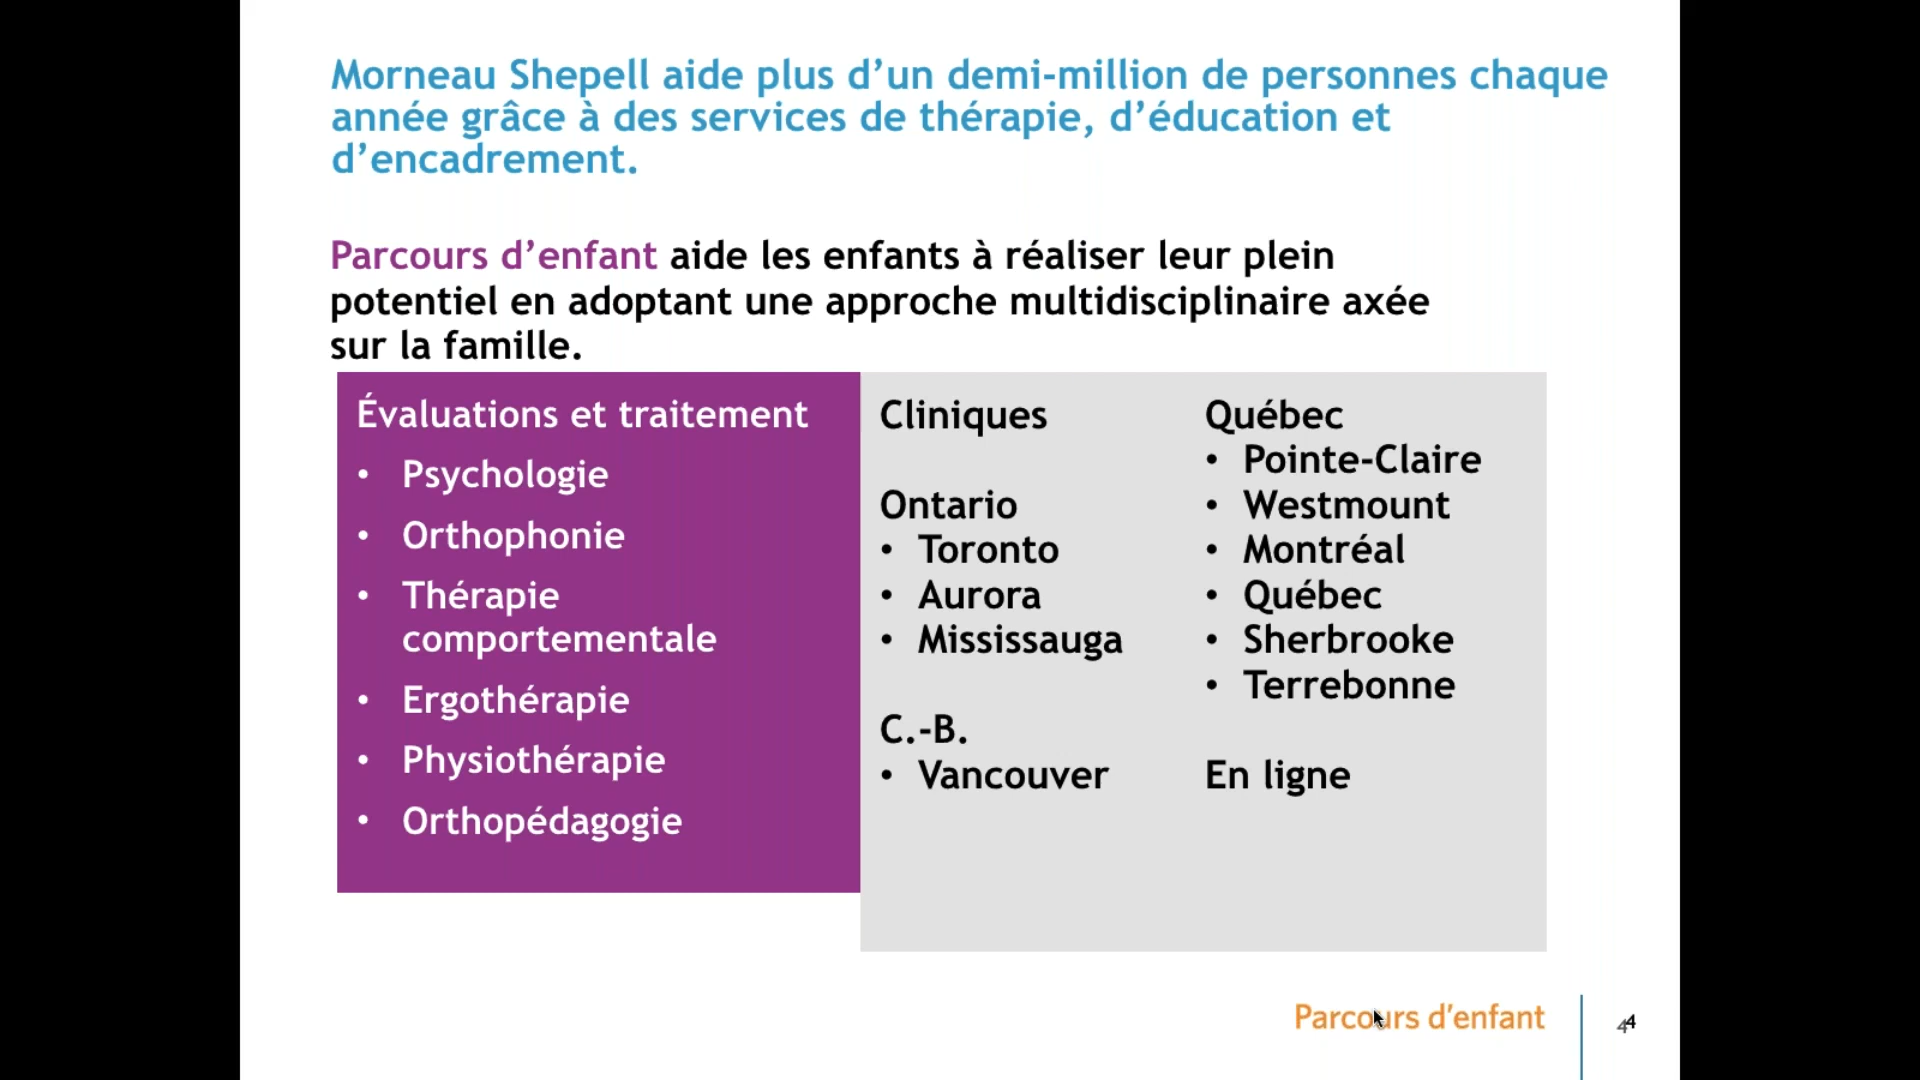 Morneau Shepell aide plus d’un demi-million de personnes chaque
année grâce à des services de thérapie, d’éducation et
d’encadrement.
Parcours d’enfant aide les enfants à réaliser leur plein
potentiel en adoptant une approche multidisciplinaire axée
sur la famille.
Évaluations et traitement
• Psychologie
• Orthophonie
• Thérapie
comportementale
• Ergothérapie
• Physiothérapie
• Orthopédagogie
Cliniques
Ontario
• Toronto
• Aurora
• Mississauga
C.-B.
• Vancouver
Québec
• Pointe-Claire
• Westmount
• Montréal
• Québec
• Sherbrooke
• Terrebonne
En ligne
Parcours d’enfant
44